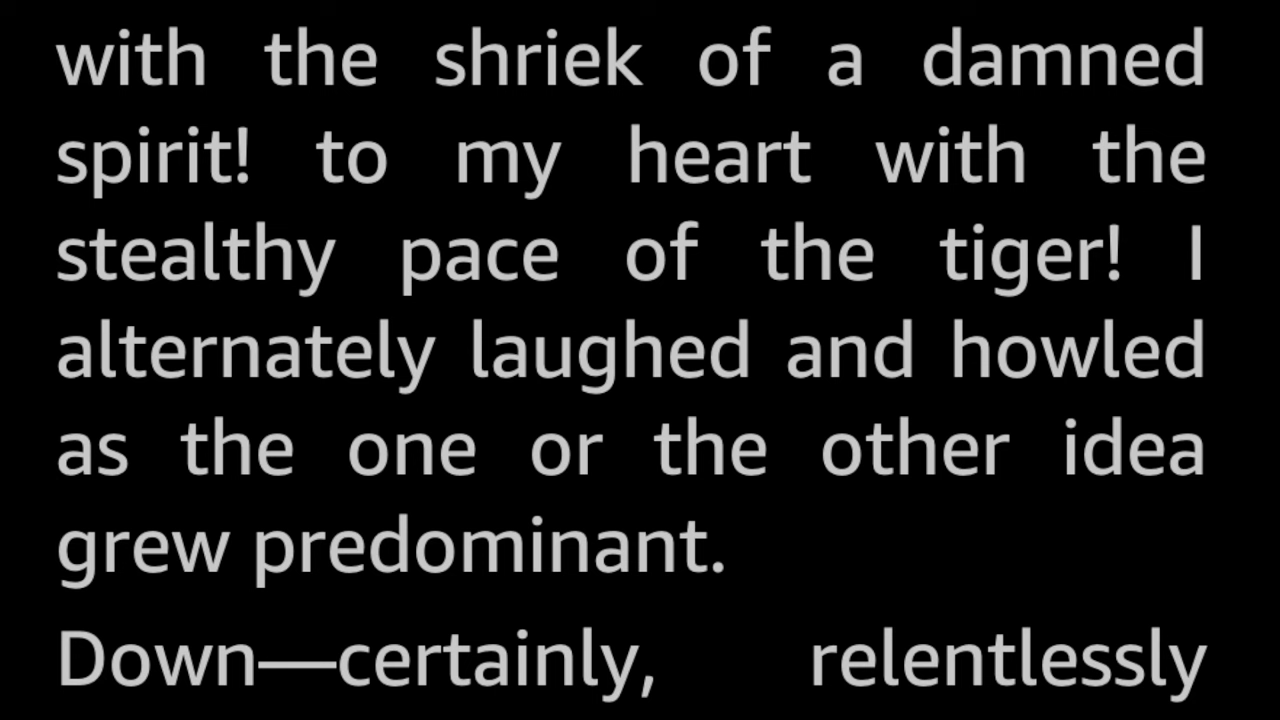 with the shriek of a damned
spirit! to my heart with the
stealthy pace of the tiger! I
alternately laughed and howled
as the one or the other idea
grew predominant.
Down—certainly, relentlessly